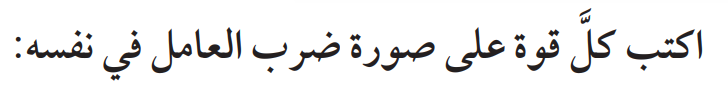 اكتب كلَّ قوة على صورة ضرب العامل في نفسه: